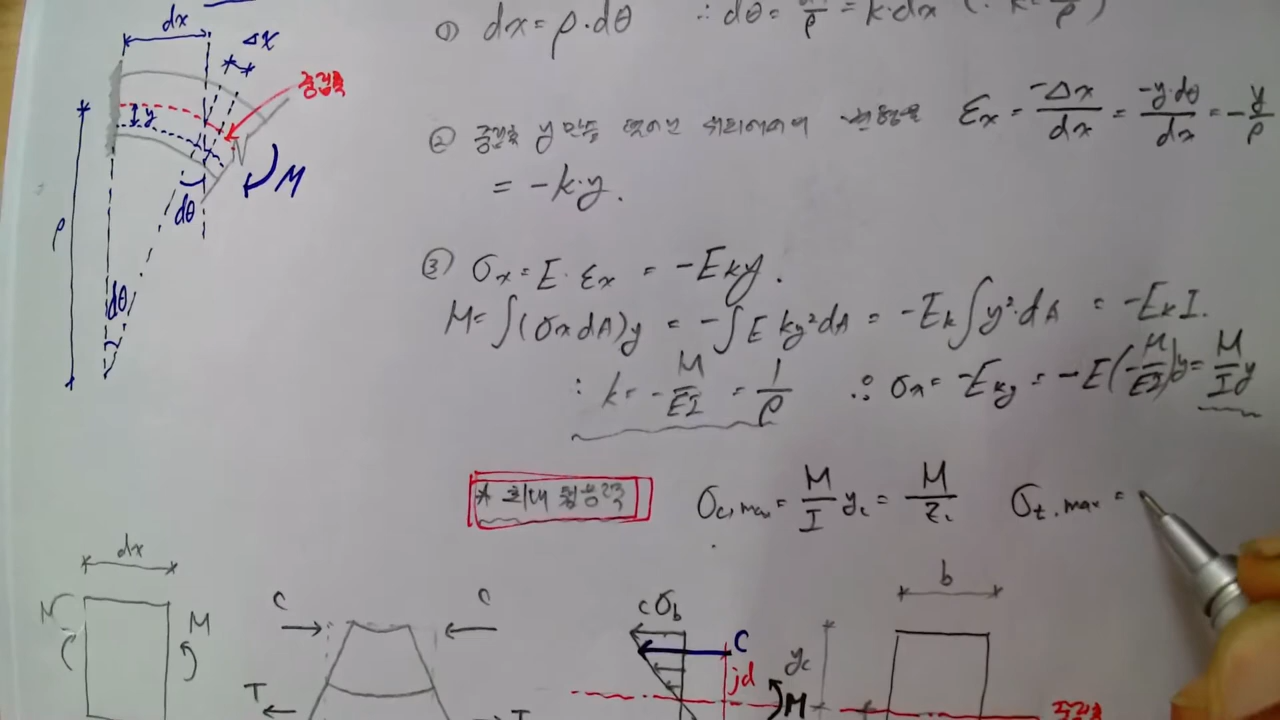 ① dx = ρ·dθ ∴ dθ = = k·dx
dx
Δx
중립축
y
M
dθ
ρ
dθ
② 중립축 y 만큼 떨어진 위치에서의 변형률 εx = -Δx/dx = -y·dθ/dx = -y/ρ
= -k·y.
③ σx = E·εx = -Eky.
M = ∫(σx dA)y = -∫E ky²dA = -Ek∫y²·dA = -EkI.
∴ k = -M/EI = 1/ρ ∴ σx = -Eky = -E(-M/EI)y = M/I y
* 최대 휨응력 σc,max = M/I yc = M/Zc σt,max =
dx
M
M
C
C
T
T
cσb
C
jd
M
yc
b
중립축